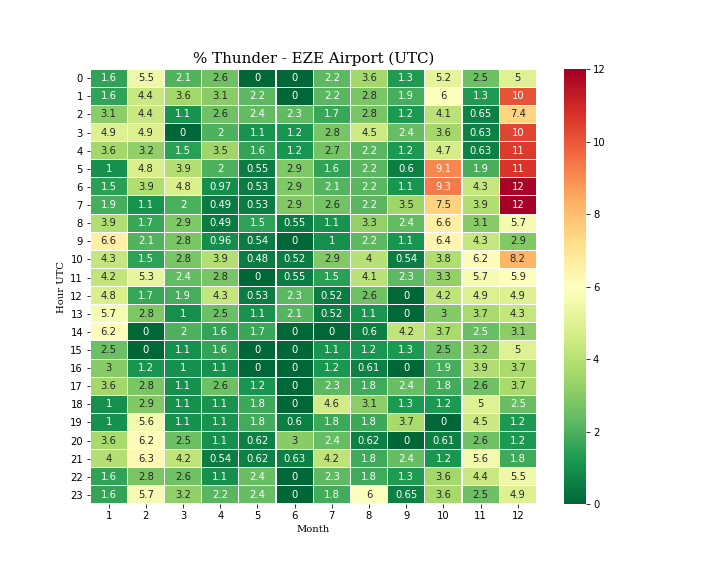 % Thunder - EZE Airport (UTC)
0 1.6 5.5 2.1 2.6 0 0 2.2 3.6 1.3 5.2 2.5 5
1 1.6 4.4 3.6 3.1 2.2 0 2.2 2.8 1.9 6 1.3 10
2 3.1 4.4 1.1 2.6 2.4 2.3 1.7 2.8 1.2 4.1 0.65 7.4
3 4.9 4.9 0 2 1.1 1.2 2.8 4.5 2.4 3.6 0.63 10
4 3.6 3.2 1.5 3.5 1.6 1.2 2.7 2.2 1.2 4.7 0.63 11
5 1 4.8 3.9 2 0.55 2.9 1.6 2.2 0.6 9.1 1.9 11
6 1.5 3.9 4.8 0.97 0.53 2.9 2.1 2.2 1.1 9.3 4.3 12
7 1.9 1.1 2 0.49 0.53 2.9 2.6 2.2 3.5 7.5 3.9 12
8 3.9 1.7 2.9 0.49 1.5 0.55 1.1 3.3 2.4 6.6 3.1 5.7
9 6.6 2.1 2.8 0.96 0.54 0 1 2.2 1.1 6.4 4.3 2.9
10 4.3 1.5 2.8 3.9 0.48 0.52 2.9 4 0.54 3.8 6.2 8.2
11 4.2 5.3 2.4 2.8 0 0.55 1.5 4.1 2.3 3.3 5.7 5.9
12 4.8 1.7 1.9 4.3 0.53 2.3 0.52 2.6 0 4.2 4.9 4.9
13 5.7 2.8 1 2.5 1.1 2.1 0.52 1.1 0 3 3.7 4.3
14 6.2 0 2 1.6 1.7 0 0 0.6 4.2 3.7 2.5 3.1
15 2.5 0 1.1 1.6 0 0 1.1 1.2 1.3 2.5 3.2 5
16 3 1.2 1 1.1 0 0 1.2 0.61 0 1.9 3.9 3.7
17 3.6 2.8 1.1 2.6 1.2 0 2.3 1.8 2.4 1.8 2.6 3.7
18 1 2.9 1.1 1.1 1.8 0 4.6 3.1 1.3 1.2 5 2.5
19 1 5.6 1.1 1.1 1.8 0.6 1.8 1.8 3.7 0 4.5 1.2
20 3.6 6.2 2.5 1.1 0.62 3 2.4 0.62 0 0.61 2.6 1.2
21 4 6.3 4.2 0.54 0.62 0.63 4.2 1.8 2.4 1.2 5.6 1.8
22 1.6 2.8 2.6 1.1 2.4 0 2.3 1.8 1.3 3.6 4.4 5.5
23 1.6 5.7 3.2 2.2 2.4 0 1.8 6 0.65 3.6 2.5 4.9
1 2 3 4 5 6 7 8 9 10 11 12
Month
Hour UTC
12
10
8
6
4
2
0